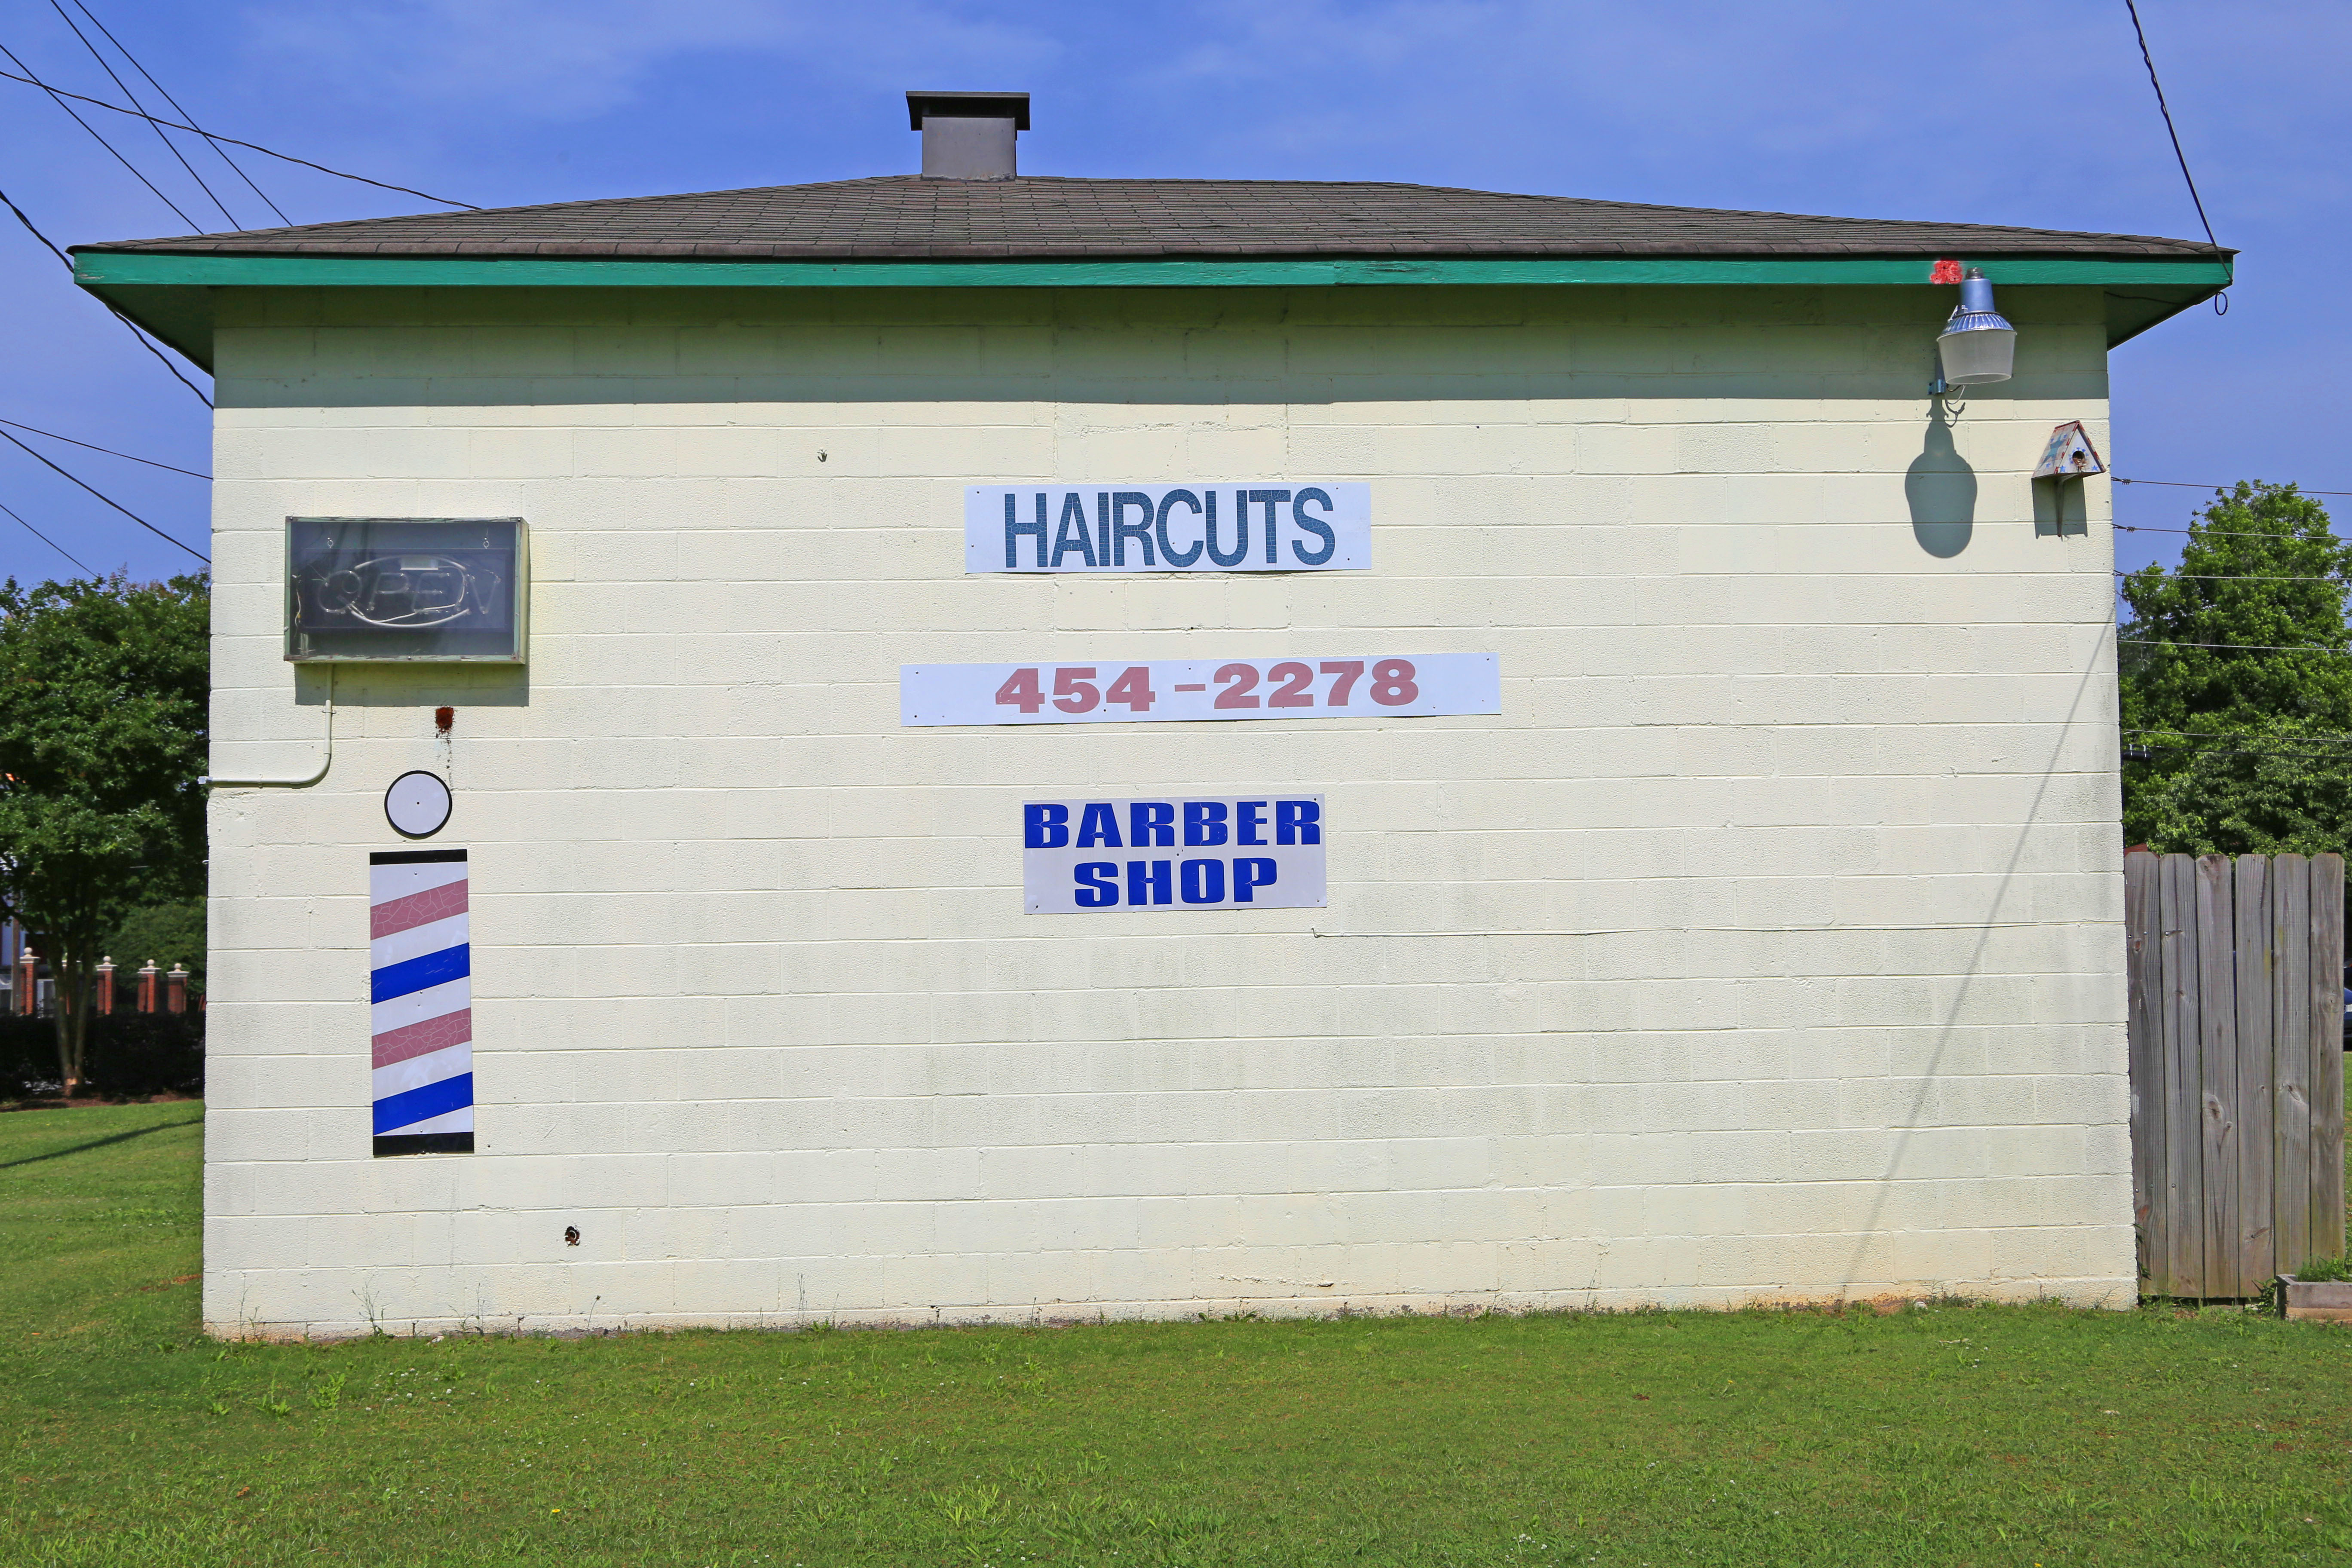 OPEN
HAIRCUTS
454-2278
BARBER
SHOP